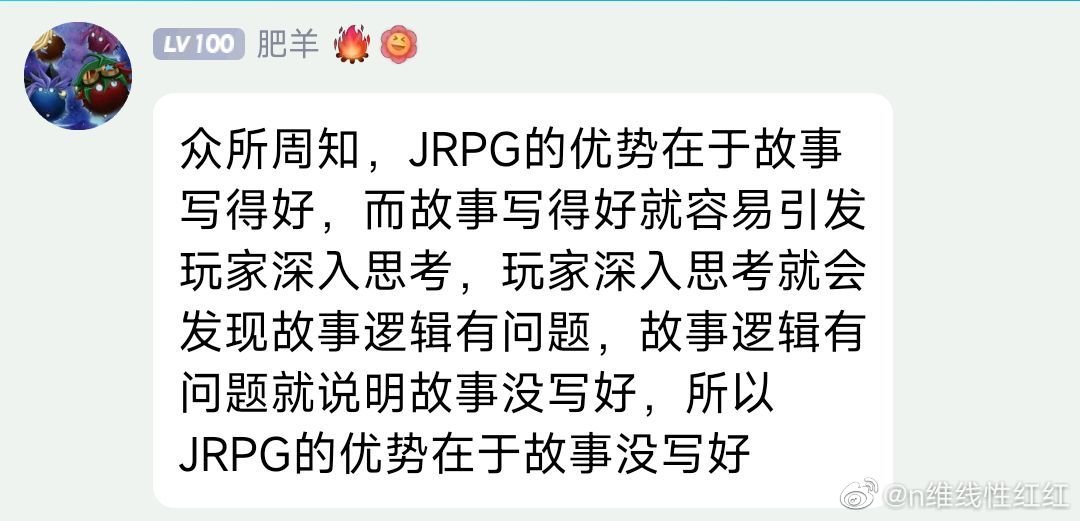 LV100 肥羊
众所周知，JRPG的优势在于故事
写得好，而故事写得好就容易引发
玩家深入思考，玩家深入思考就会
发现故事逻辑有问题，故事逻辑有
问题就说明故事没写好，所以
JRPG的优势在于故事没写好
@n维线性红红